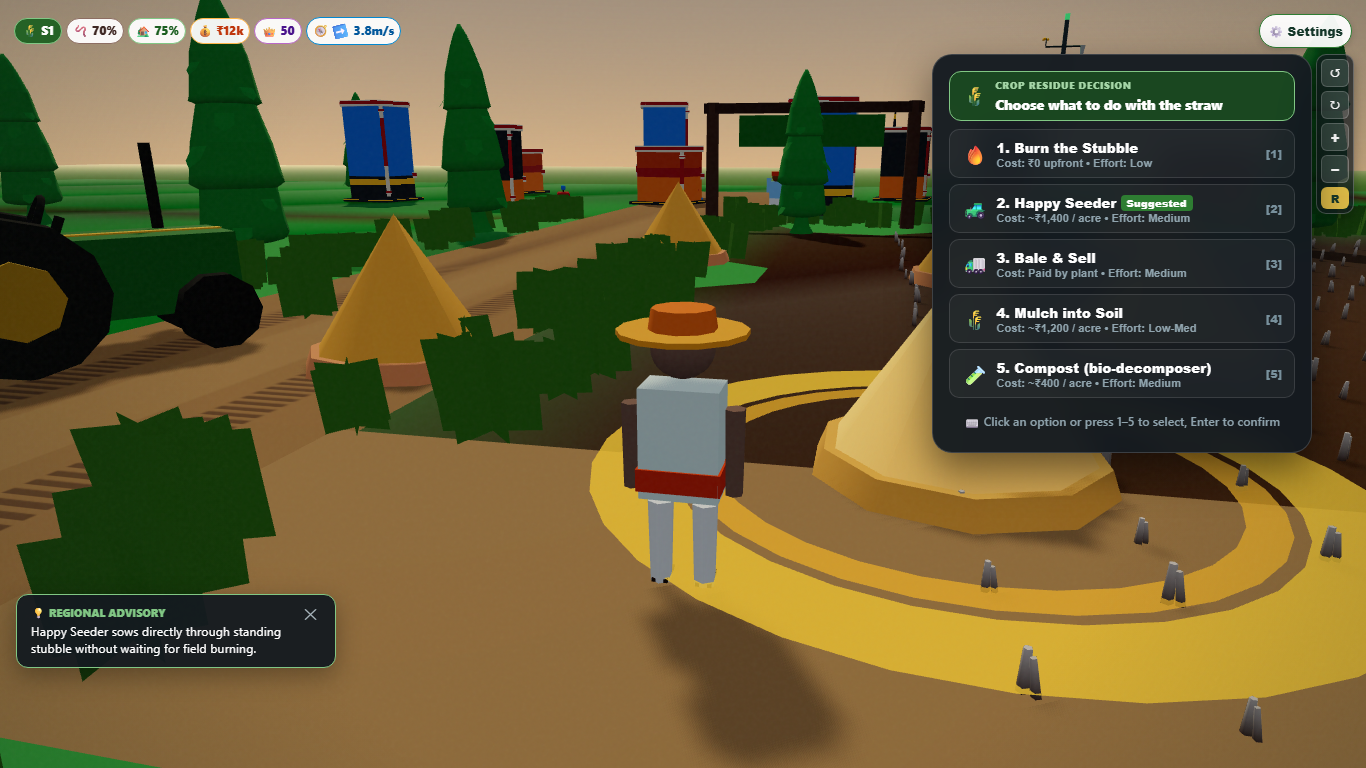 S1
70%
75%
₹12k
50
3.8m/s
Settings
CROP RESIDUE DECISION
Choose what to do with the straw
1. Burn the Stubble
Cost: ₹0 upfront • Effort: Low
[1]
2. Happy Seeder Suggested
Cost: ~₹1,400 / acre • Effort: Medium
[2]
3. Bale & Sell
Cost: Paid by plant • Effort: Medium
[3]
4. Mulch into Soil
Cost: ~₹1,200 / acre • Effort: Low-Med
[4]
5. Compost (bio-decomposer)
Cost: ~₹400 / acre • Effort: Medium
[5]
Click an option or press 1–5 to select, Enter to confirm
↺
↻
+
−
R
REGIONAL ADVISORY
Happy Seeder sows directly through standing
stubble without waiting for field burning.